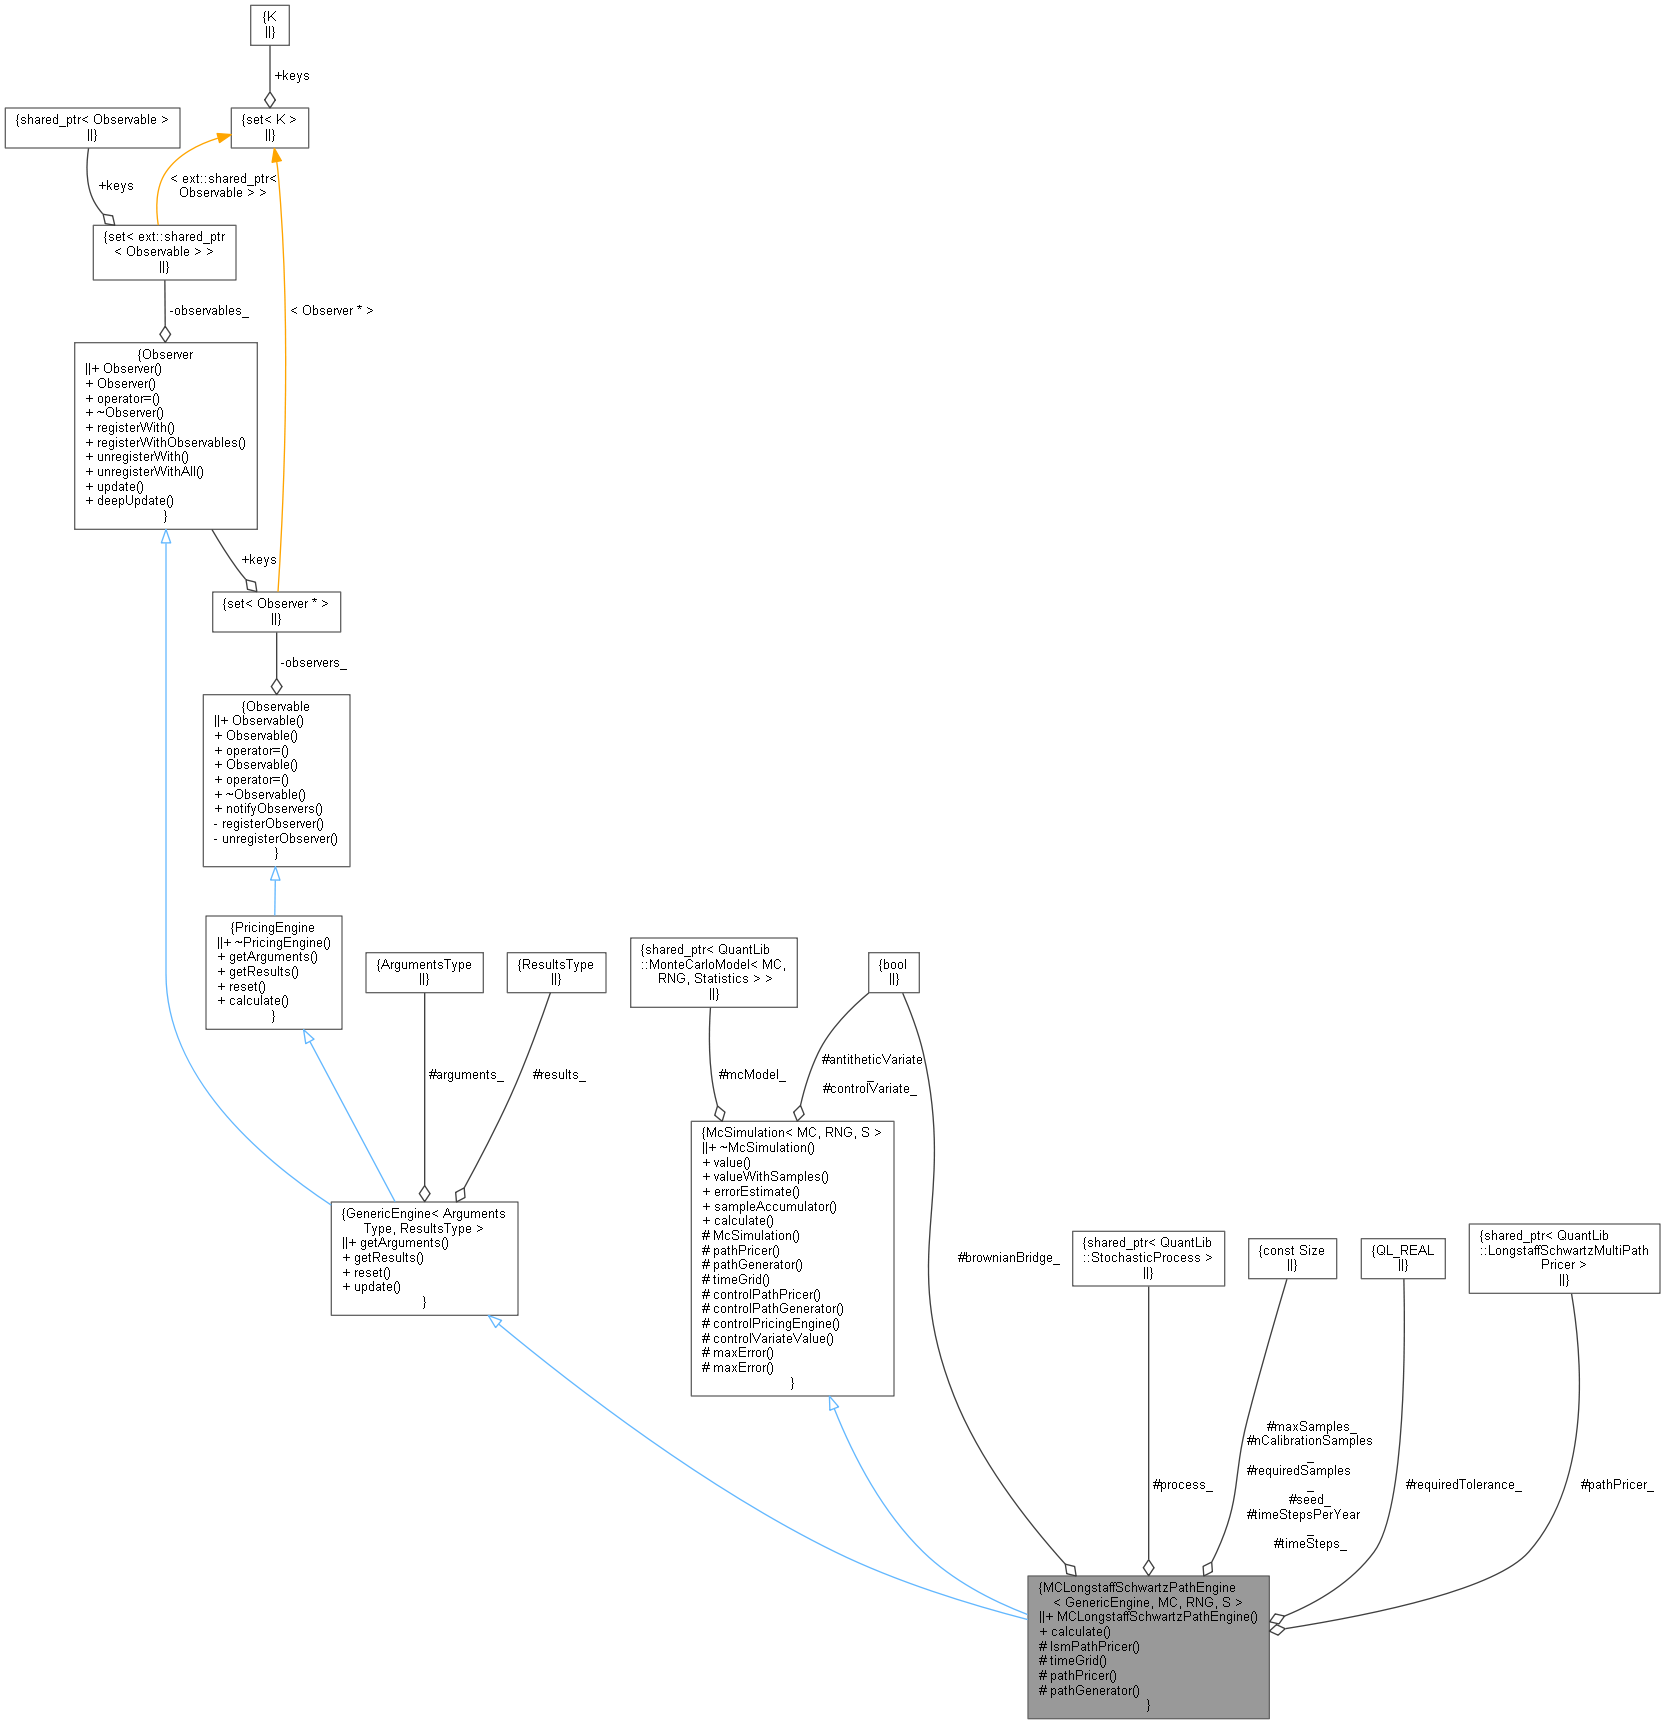 {K
||}
+keys
{shared_ptr< Observable >
||}
{set< K >
||}
+keys
< ext::shared_ptr<
Observable > >
{set< ext::shared_ptr
< Observable > >
||}
-observables_
< Observer * >
{Observer
||+ Observer()
+ Observer()
+ operator=()
+ ~Observer()
+ registerWith()
+ registerWithObservables()
+ unregisterWith()
+ unregisterWithAll()
+ update()
+ deepUpdate()
}
+keys
{set< Observer * >
||}
-observers_
{Observable
||+ Observable()
+ Observable()
+ operator=()
+ Observable()
+ operator=()
+ ~Observable()
+ notifyObservers()
- registerObserver()
- unregisterObserver()
}
{PricingEngine
||+ ~PricingEngine()
+ getArguments()
+ getResults()
+ reset()
+ calculate()
}
{ArgumentsType
||}
{ResultsType
||}
{shared_ptr< QuantLib
::MonteCarloModel< MC,
RNG, Statistics > >
||}
{bool
||}
#arguments_
#results_
#mcModel_
#antitheticVariate
_
#controlVariate_
{McSimulation< MC, RNG, S >
||+ ~McSimulation()
+ value()
+ valueWithSamples()
+ errorEstimate()
+ sampleAccumulator()
+ calculate()
# McSimulation()
# pathPricer()
# pathGenerator()
# timeGrid()
# controlPathPricer()
# controlPathGenerator()
# controlPricingEngine()
# controlVariateValue()
# maxError()
# maxError()
}
{GenericEngine< Arguments
Type, ResultsType >
||+ getArguments()
+ getResults()
+ reset()
+ update()
}
#brownianBridge_
{shared_ptr< QuantLib
::StochasticProcess >
||}
{const Size
||}
{QL_REAL
||}
{shared_ptr< QuantLib
::LongstaffSchwartzMultiPath
Pricer >
||}
#process_
#maxSamples_
#nCalibrationSamples
_
#requiredSamples
_
#seed_
#timeStepsPerYear
_
#timeSteps_
#requiredTolerance_
#pathPricer_
{MCLongstaffSchwartzPathEngine
< GenericEngine, MC, RNG, S >
||+ MCLongstaffSchwartzPathEngine()
+ calculate()
# lsmPathPricer()
# timeGrid()
# pathPricer()
# pathGenerator()
}